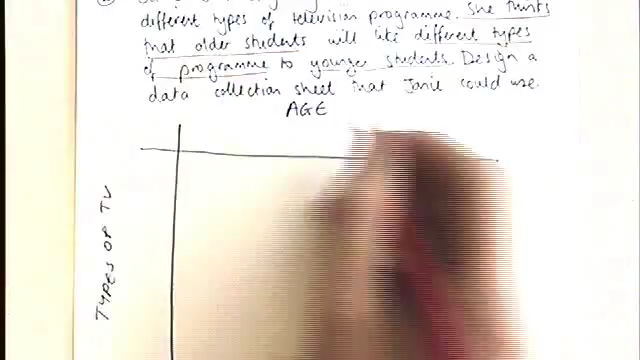 different types of television programme. She thinks
that older students will like different types
of programme to younger students. Design a
data collection sheet that Janie could use.
AGE
TYPES OF TV